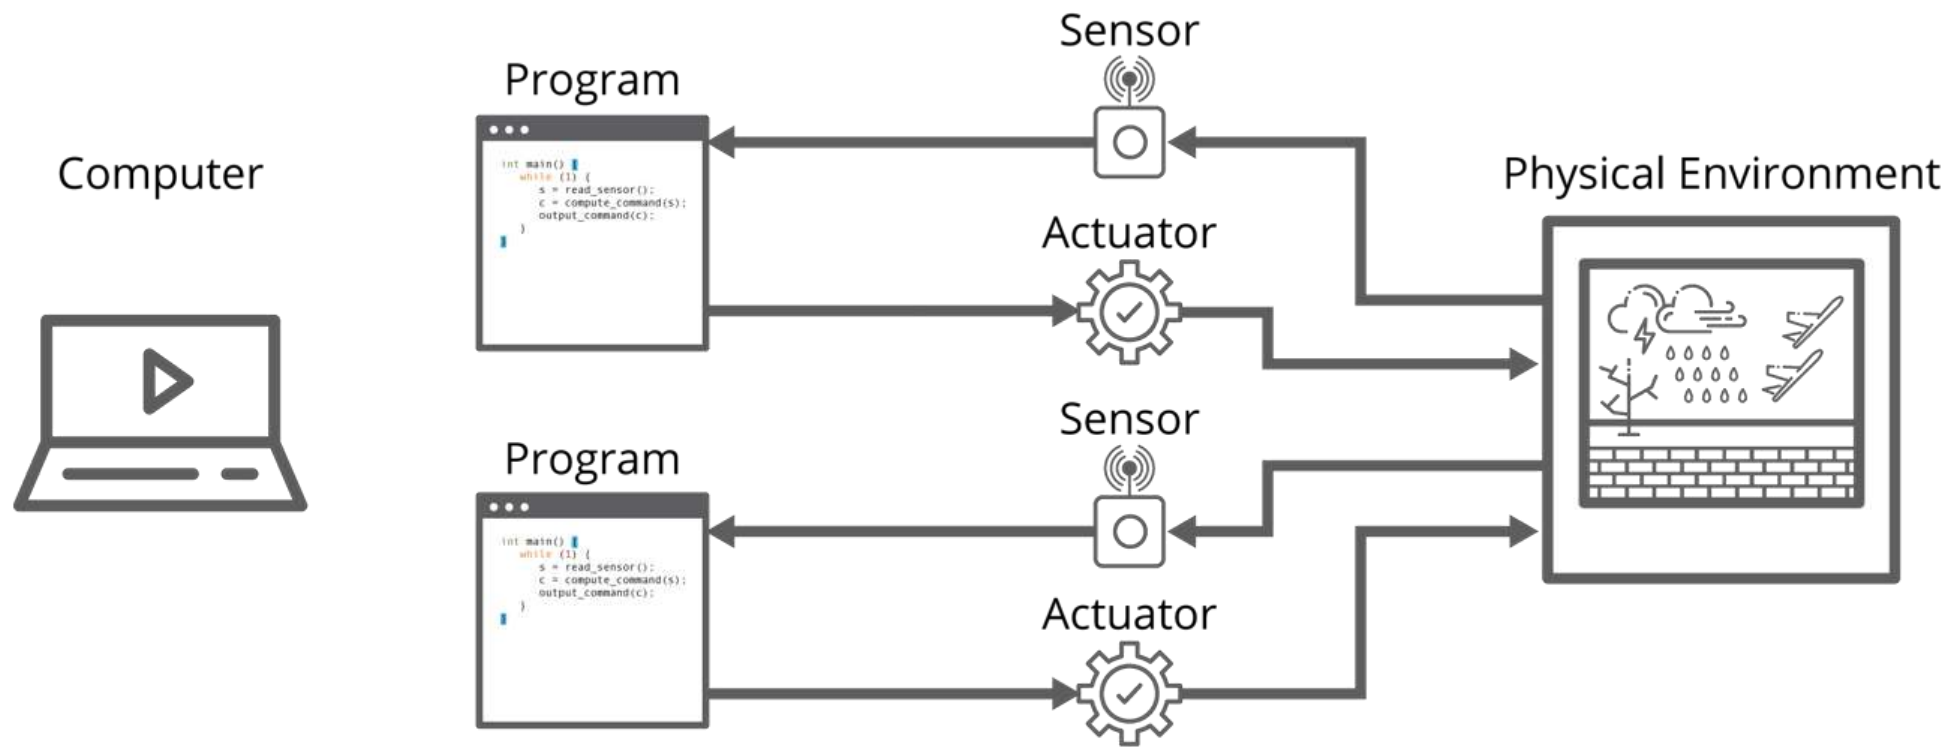 Computer
Program
int main() {
while (1) {
s = read_sensor();
c = compute_command(s);
output_command(c);
}
}
Sensor
Actuator
Physical Environment
Program
int main() {
while (1) {
s = read_sensor();
c = compute_command(s);
output_command(c);
}
}
Sensor
Actuator